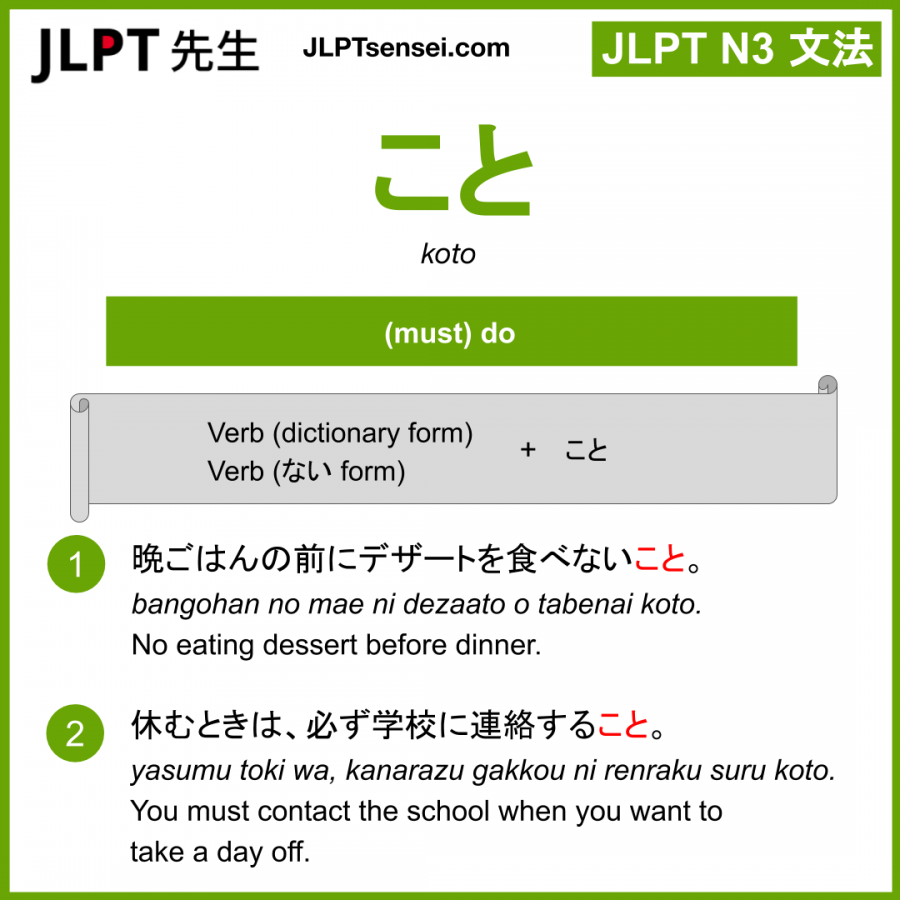 JLPT 先生
JLPTsensei.com
JLPT N3 文法
こと
koto
(must) do
Verb (dictionary form)
Verb (ない form)
+ こと
1
晩ごはんの前にデザートを食べないこと。
bangohan no mae ni dezaato o tabenai koto.
No eating dessert before dinner.
2
休むときは、必ず学校に連絡すること。
yasumu toki wa, kanarazu gakkou ni renraku suru koto.
You must contact the school when you want to
take a day off.